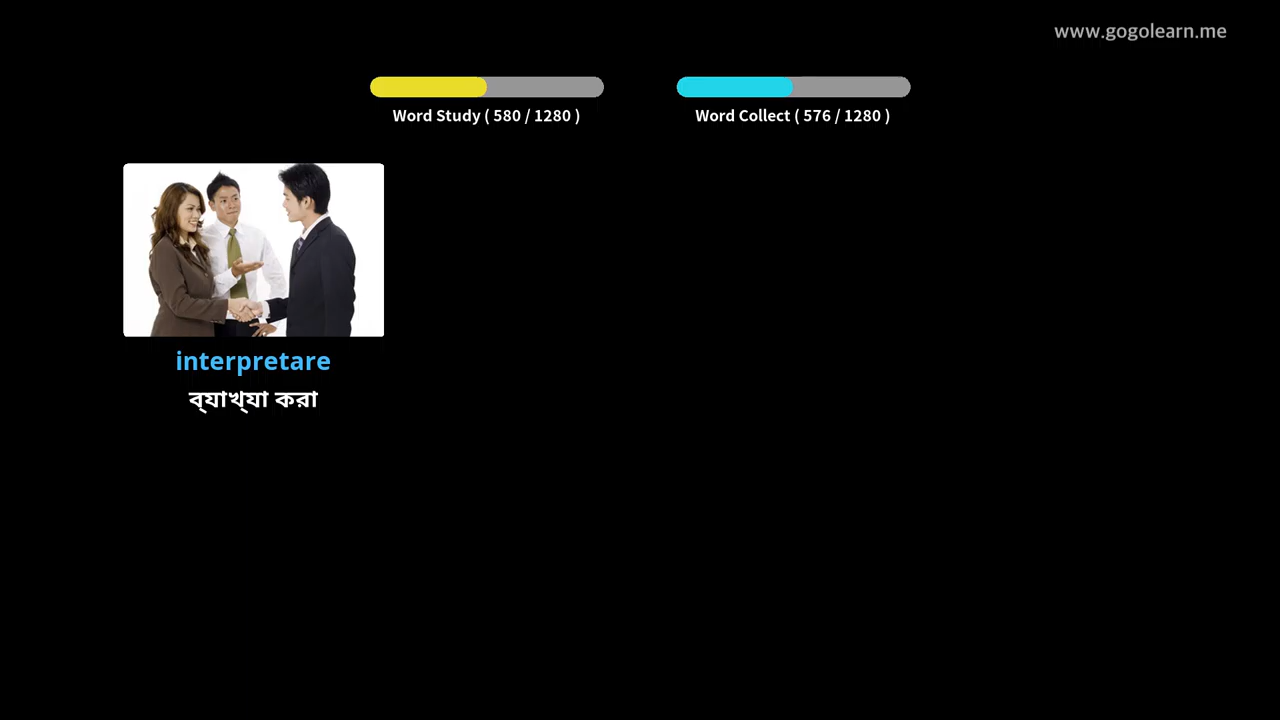 www.gogolearn.me
Word Study ( 580 / 1280 )
Word Collect ( 576 / 1280 )
interpretare
ব্যাখ্যা করা